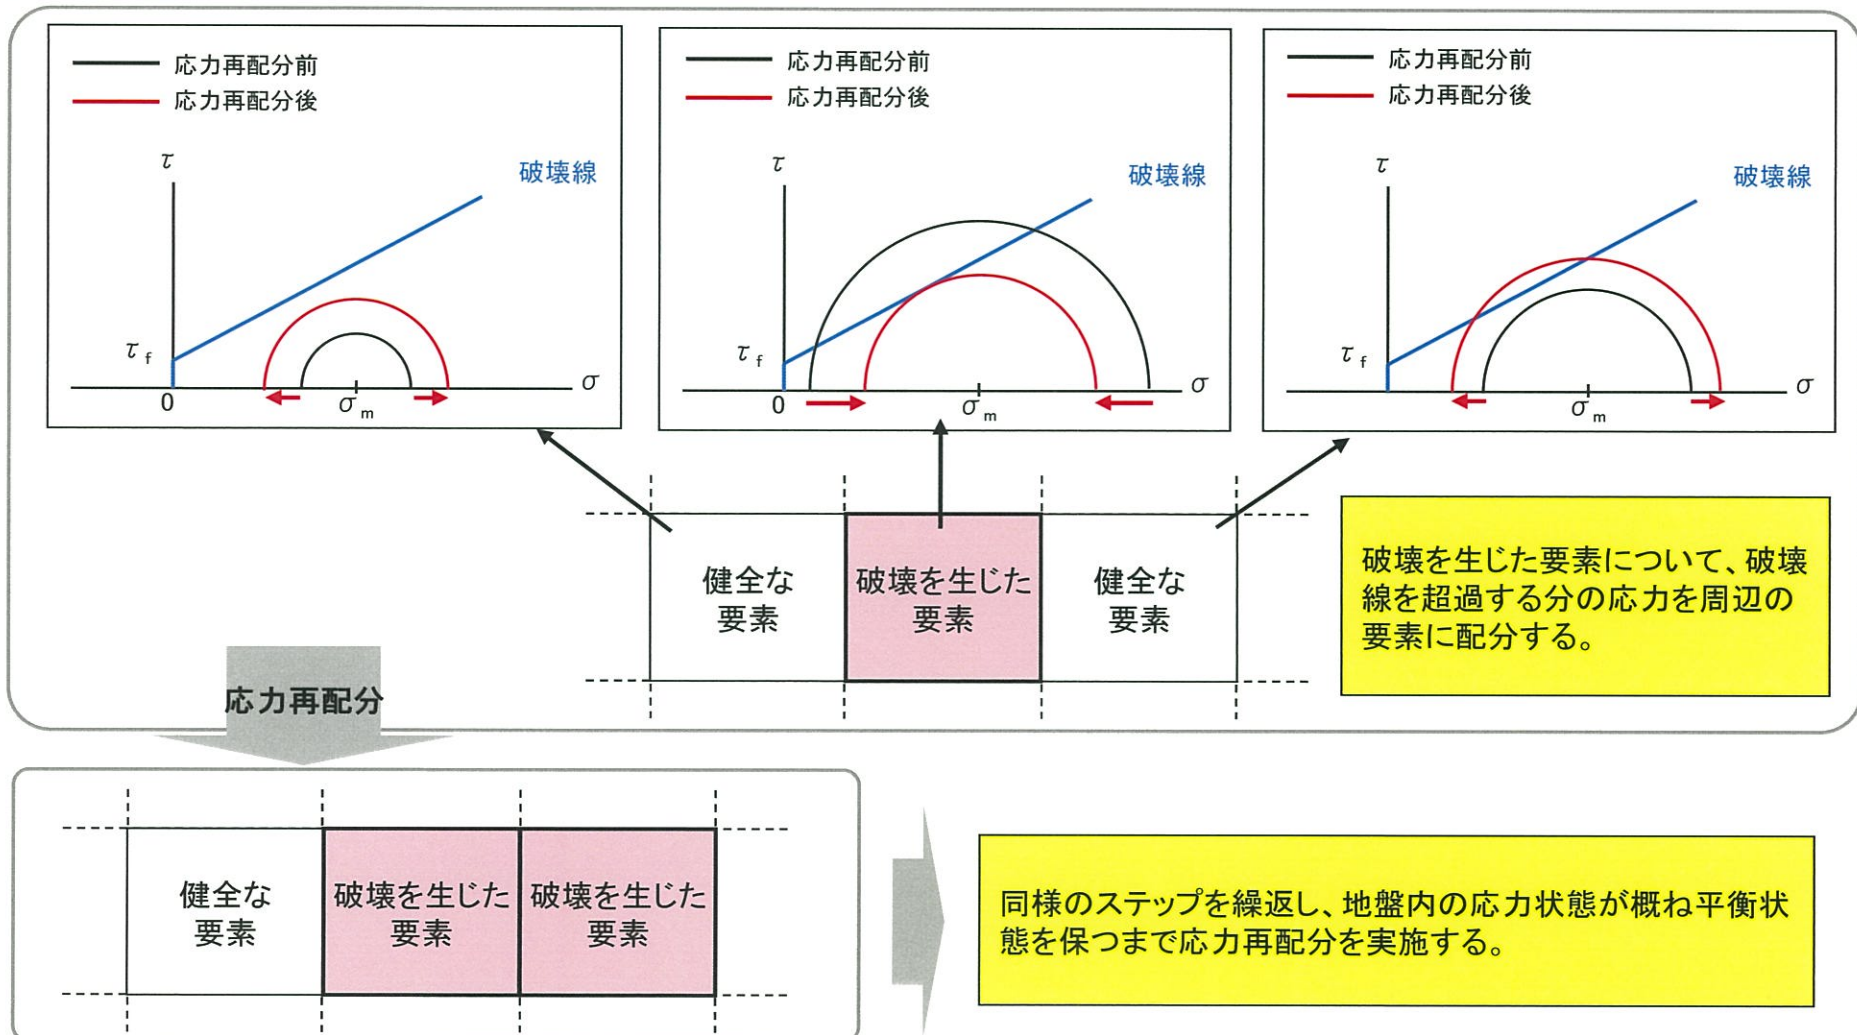 応力再配分前
応力再配分後
τ
破壊線
τf
0
σm
σ
応力再配分前
応力再配分後
τ
破壊線
τf
0
σm
σ
応力再配分前
応力再配分後
τ
破壊線
τf
σm
σ
健全な
要素
破壊を生じた
要素
健全な
要素
破壊を生じた要素について、破壊
線を超過する分の応力を周辺の
要素に配分する。
応力再配分
健全な
要素
破壊を生じた
要素
破壊を生じた
要素
同様のステップを繰返し、地盤内の応力状態が概ね平衡状
態を保つまで応力再配分を実施する。